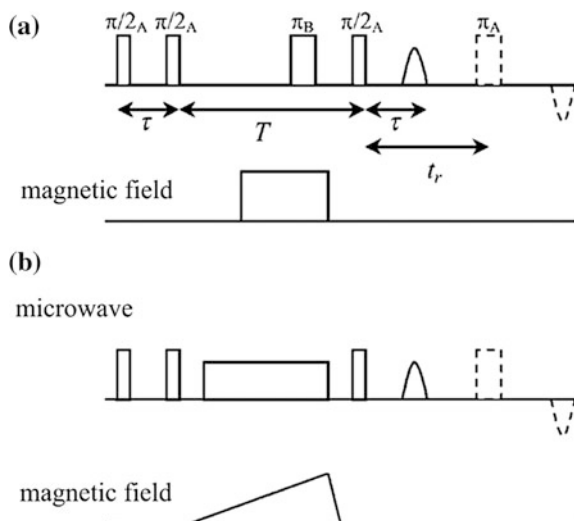 (a)
π/2A π/2A πB π/2A πA
τ T τ
tr
magnetic field
(b)
microwave
magnetic field